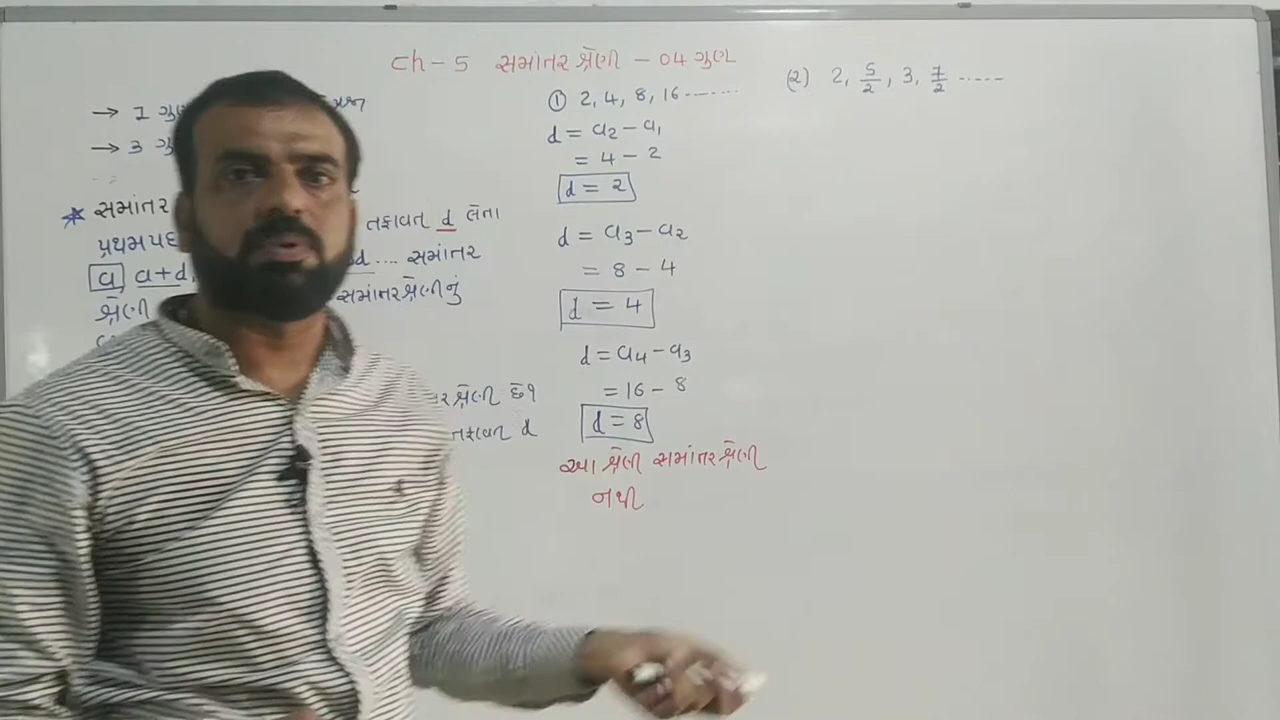 Ch - 5 સમાંતર શ્રેણી - 04 ગુણ
→ 1 ગુ
→ 3 ગુ
* સમાંતર
તફાવત d લેતા
પ્રથમપદ
a, a+d, d.... સમાંતર
શ્રેણી સમાંતરશ્રેણીનું
શ્રેણી છે?
તફાવત d
① 2, 4, 8, 16 .......
d = a₂ - a₁
= 4 - 2
d = 2
d = a₃ - a₂
= 8 - 4
d = 4
d = a₄ - a₃
= 16 - 8
d = 8
આ શ્રેણી સમાંતરશ્રેણી
નથી
(૨) 2, 5/2, 3, 7/2 .....